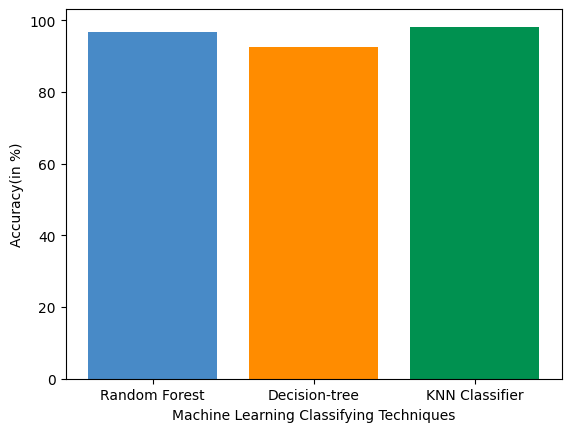 100
80
60
40
20
0
Accuracy(in %)
Random Forest Decision-tree KNN Classifier
Machine Learning Classifying Techniques